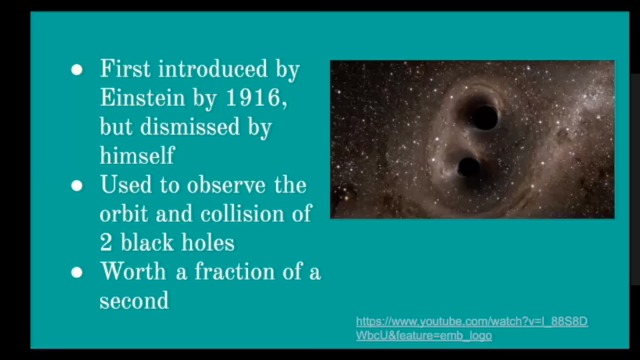 ● First introduced by
Einstein by 1916,
but dismissed by
himself
● Used to observe the
orbit and collision of
2 black holes
● Worth a fraction of a
second
https://www.youtube.com/watch?v=I_88S8D
WbcU&feature=emb_logo